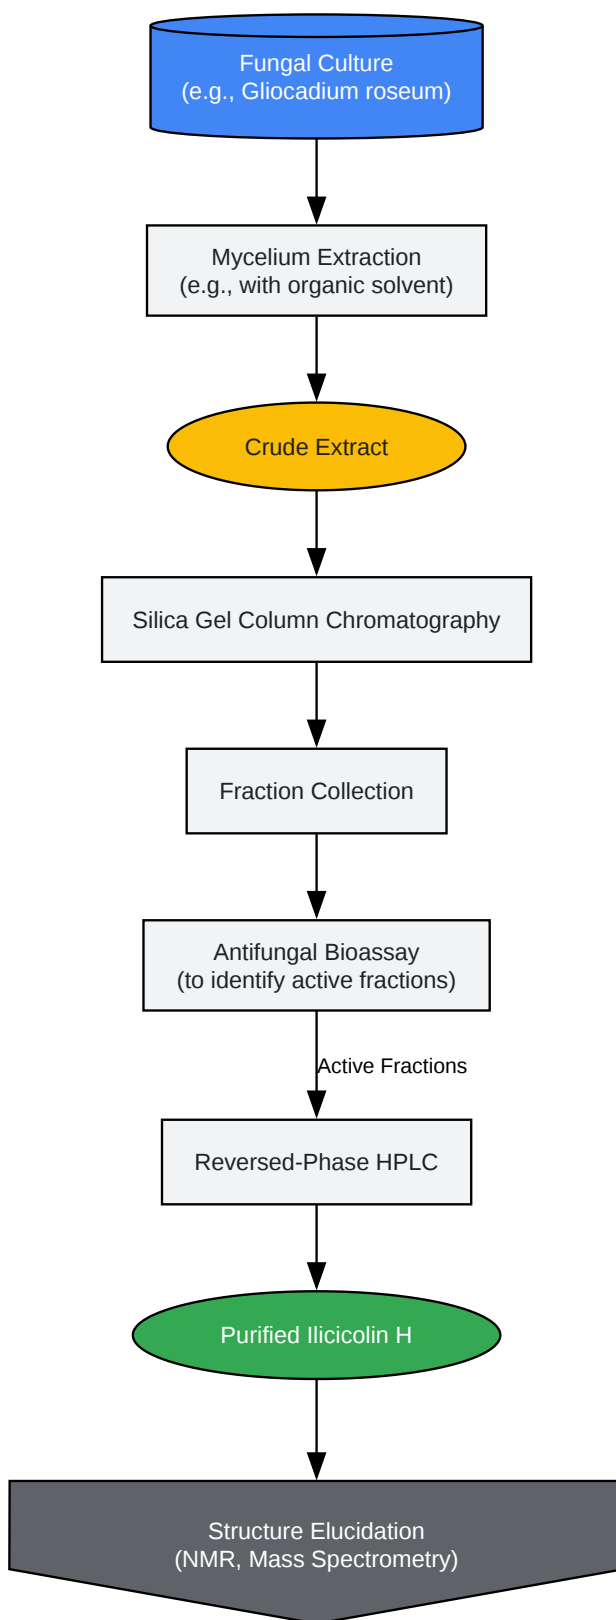 Fungal Culture
(e.g., Gliocadium roseum)
Mycelium Extraction
(e.g., with organic solvent)
Crude Extract
Silica Gel Column Chromatography
Fraction Collection
Antifungal Bioassay
(to identify active fractions)
Active Fractions
Reversed-Phase HPLC
Purified Ilicicolin H
Structure Elucidation
(NMR, Mass Spectrometry)